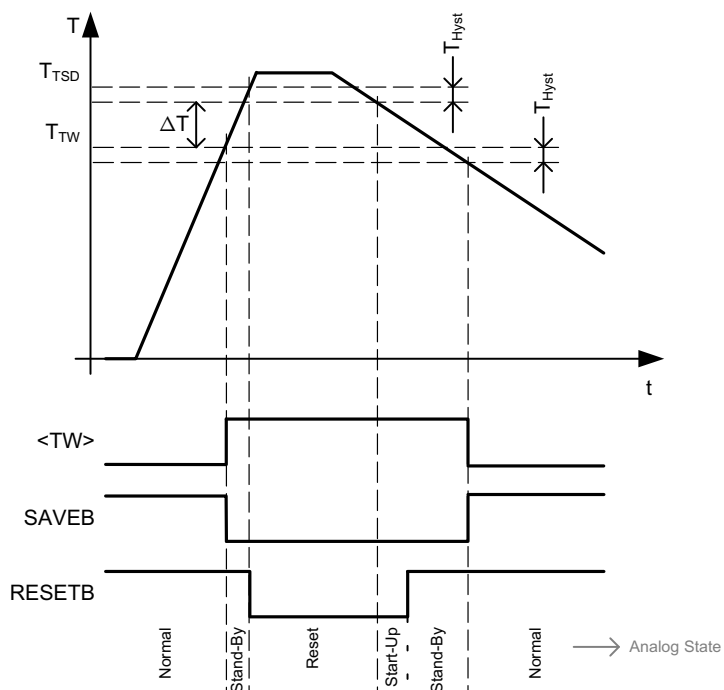 T
T_Hyst
T_TSD
T_Hyst
ΔT
T_TW
t
<TW>
SAVEB
RESETB
Normal
Stand-By
Reset
Start-Up
Stand-By
Normal
Analog State